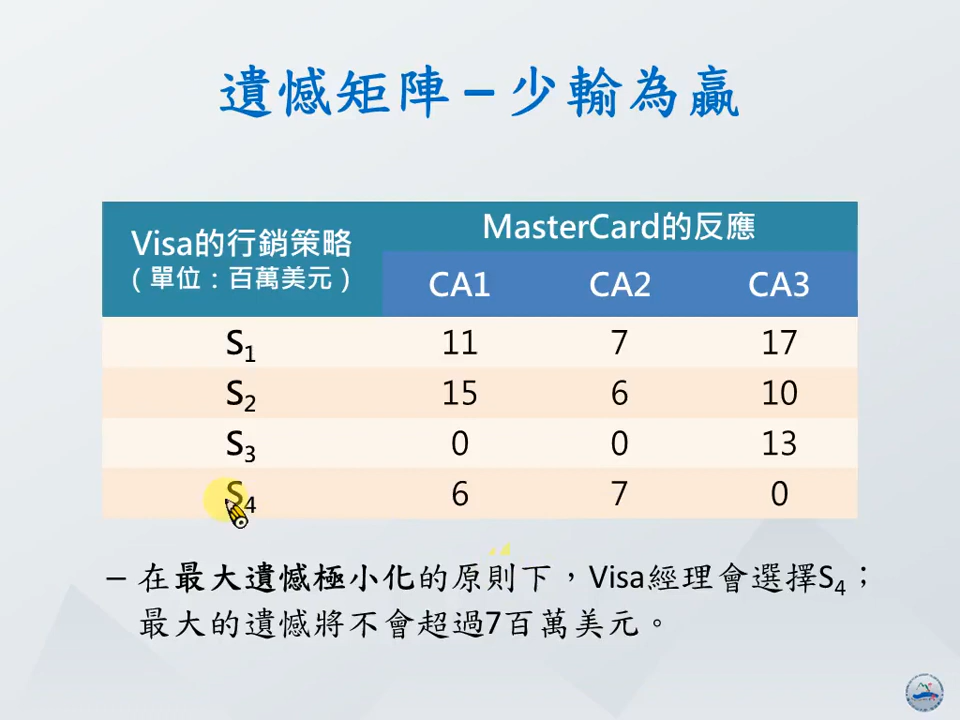 遺憾矩陣 – 少輸為贏
Visa的行銷策略
（單位：百萬美元）
MasterCard的反應
CA1 CA2 CA3
S1 11 7 17
S2 15 6 10
S3 0 0 13
S4 6 7 0
– 在最大遺憾極小化的原則下，Visa經理會選擇S4；
最大的遺憾將不會超過7百萬美元。